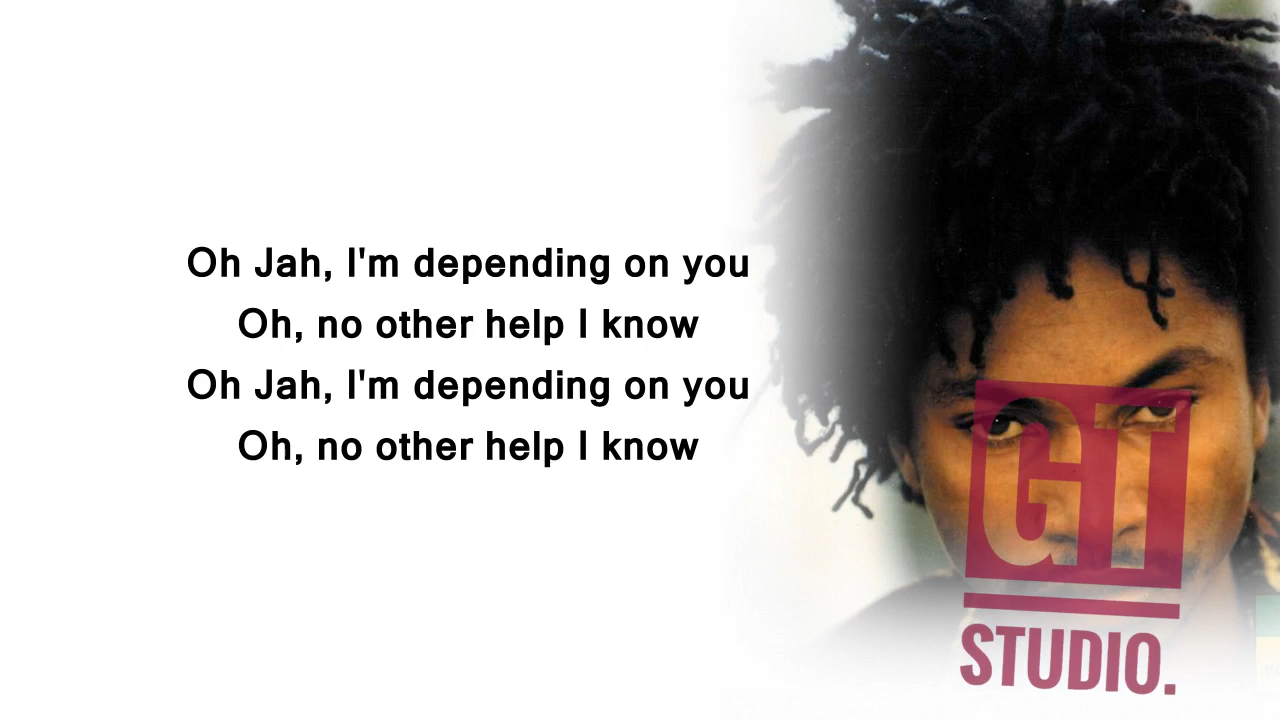 Oh Jah, I'm depending on you
Oh, no other help I know
Oh Jah, I'm depending on you
Oh, no other help I know
GT
STUDIO.